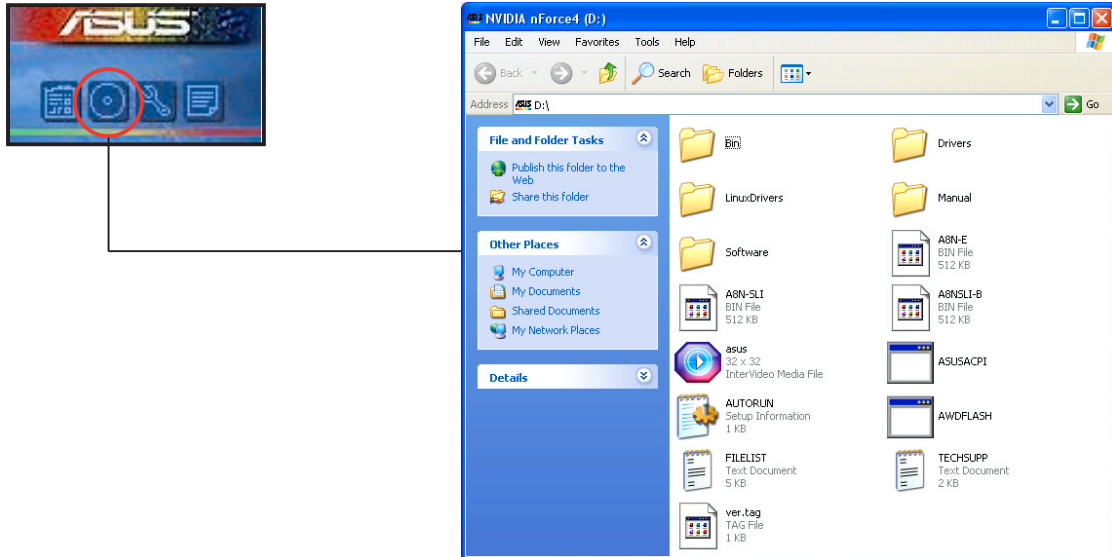 ASUS
NVIDIA nForce4 (D:)
File Edit View Favorites Tools Help
Back Search Folders
Address D:\ Go
File and Folder Tasks
Publish this folder to the
Web
Share this folder
Other Places
My Computer
My Documents
Shared Documents
My Network Places
Details
Bin
Drivers
LinuxDrivers
Manual
Software
A8N-E
BIN File
512 KB
A8N-SLI
BIN File
512 KB
A8NSLI-B
BIN File
512 KB
asus
32 x 32
InterVideo Media File
ASUSACPI
AUTORUN
Setup Information
1 KB
AWDFLASH
FILELIST
Text Document
5 KB
TECHSUPP
Text Document
2 KB
ver.tag
TAG File
1 KB